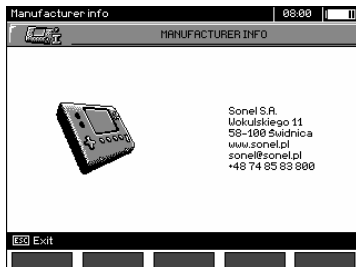 Manufacturer info 08:00
MANUFACTURER INFO
Sonel S.A.
Wokulskiego 11
58-100 Świdnica
www.sonel.pl
sonel@sonel.pl
+48 74 85 83 800
ESC Exit